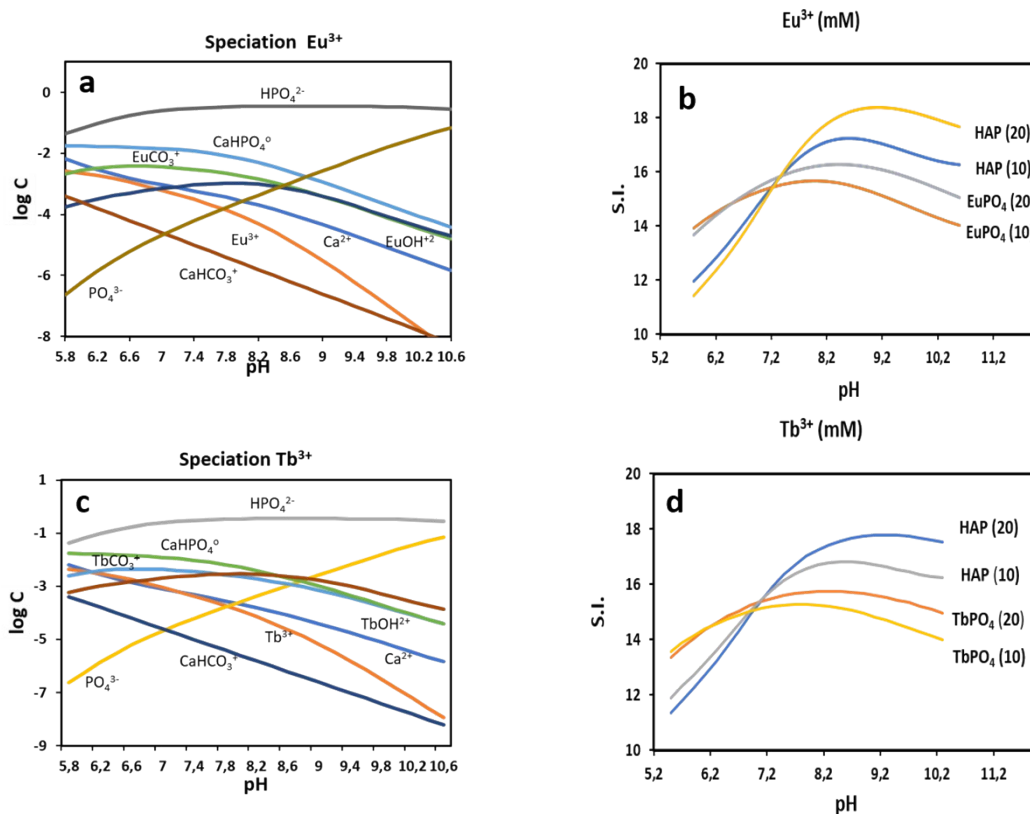 Speciation Eu³⁺
a
log C
0
-2
-4
-6
-8
HPO₄²⁻
CaHPO₄⁰
EuCO₃⁺
Eu³⁺
Ca²⁺
EuOH⁺²
CaHCO₃⁺
PO₄³⁻
5.8 6.2 6.6 7 7.4 7.8 8.2 8.6 9 9.4 9.8 10.2 10.6
pH
Eu³⁺ (mM)
b
S.I.
20
18
16
14
12
10
HAP (20)
HAP (10)
EuPO₄ (20)
EuPO₄ (10)
5,2 6,2 7,2 8,2 9,2 10,2 11,2
pH
Speciation Tb³⁺
c
log C
1
-1
-3
-5
-7
-9
HPO₄²⁻
CaHPO₄⁰
TbCO₃⁺
TbOH²⁺
Tb³⁺
Ca²⁺
CaHCO₃⁺
PO₄³⁻
5,8 6,2 6,6 7 7,4 7,8 8,2 8,6 9 9,4 9,8 10,2 10,6
pH
Tb³⁺ (mM)
d
S.I.
20
18
16
14
12
10
HAP (20)
HAP (10)
TbPO₄ (20)
TbPO₄ (10)
5,2 6,2 7,2 8,2 9,2 10,2 11,2
pH